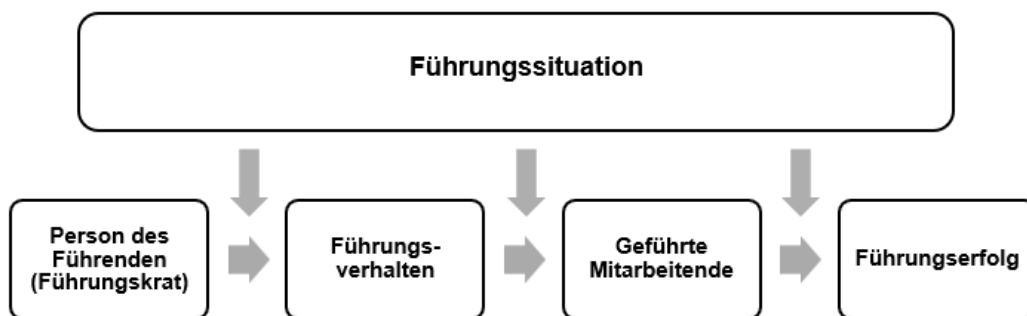 Führungssituation
Person des
Führenden
(Führungskrat)
Führungs-
verhalten
Geführte
Mitarbeitende
Führungserfolg